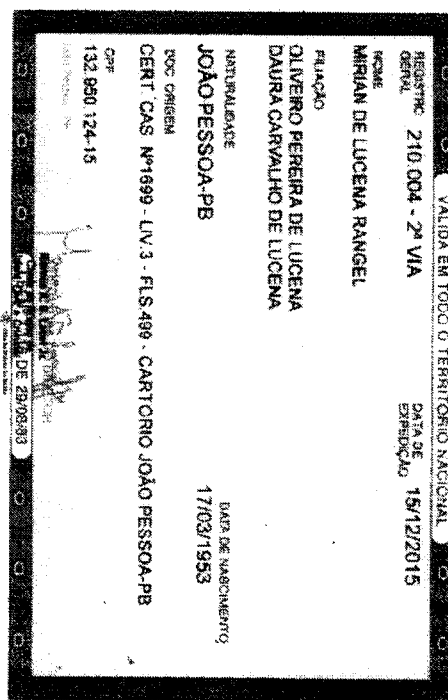 VÁLIDA EM TODO O TERRITÓRIO NACIONAL
REGISTRO GERAL 210.004 - 2ª VIA DATA DE EXPEDIÇÃO 15/12/2015
NOME
MIRIAN DE LUCENA RANGEL
FILIAÇÃO
OLIVEIRO PEREIRA DE LUCENA
DAURA CARVALHO DE LUCENA
NATURALIDADE DATA DE NASCIMENTO
JOÃO PESSOA-PB 17/03/1953
DOC ORIGEM
CERT. CAS Nº1699 - LIV.3 - FLS.499 - CARTORIO JOÃO PESSOA-PB
CPF
132.950.124-15
DE 29/08/83